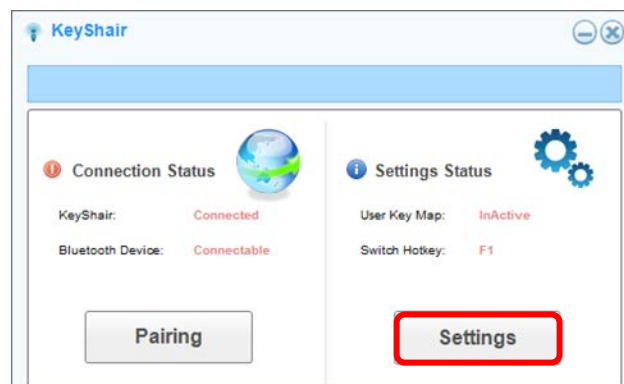 KeyShair
Connection Status
KeyShair: Connected
Bluetooth Device: Connectable
Pairing
Settings Status
User Key Map: InActive
Switch Hotkey: F1
Settings